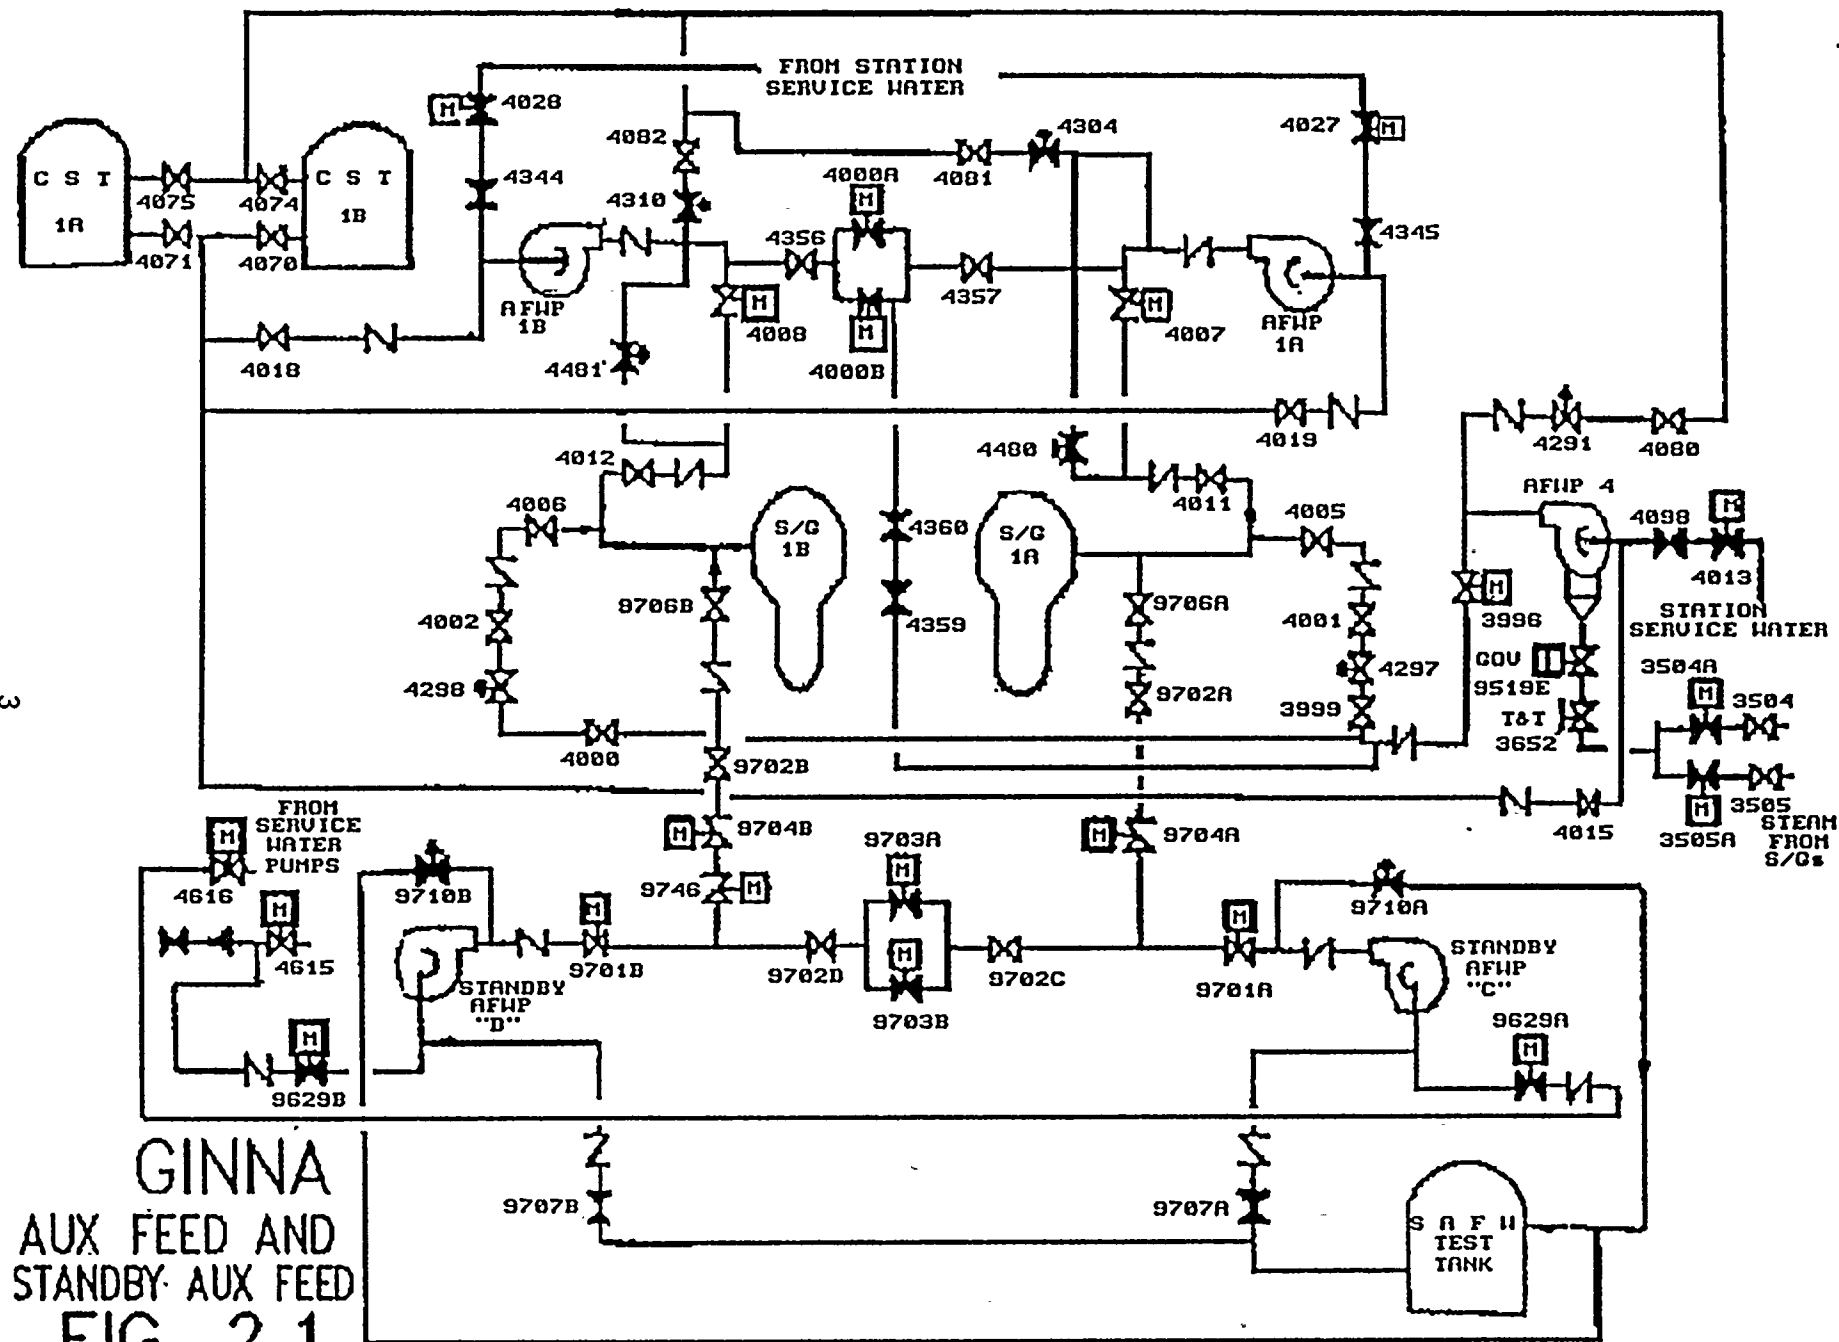 FROM STATION
SERVICE WATER
M
4028
4082
4304
4027
M
C S T
1A
C S T
1B
4075
4074
4071
4070
4344
4310
4000A
M
4081
4345
4356
4357
AFWP
1B
M
4008
M
4000B
M
4007
AFWP
1A
4018
4481
4019
4291
4080
4012
4480
4011
AFWP 4
4006
S/G
1B
4360
S/G
1A
4005
4098
M
4013
9706B
4359
9706A
4001
M
3996
STATION
SERVICE WATER
4002
4298
9702A
4297
GOV
9519E
3504A
M
3504
3999
T&T
3652
4000
9702B
M
3505A
3505
STEAM
FROM
S/Gs
4015
FROM
SERVICE
WATER
PUMPS
M
4616
M
9704B
9703A
M
M
9704A
9710B
9746
M
9710A
M
4615
M
9701B
9702D
M
9703B
9702C
M
9701A
STANDBY
AFWP
"D"
STANDBY
AFWP
"C"
M
9629B
9629A
M
9707B
9707A
S A F W
TEST
TANK
3
GINNA
AUX FEED AND
STANDBY AUX FEED
FIG 2.1